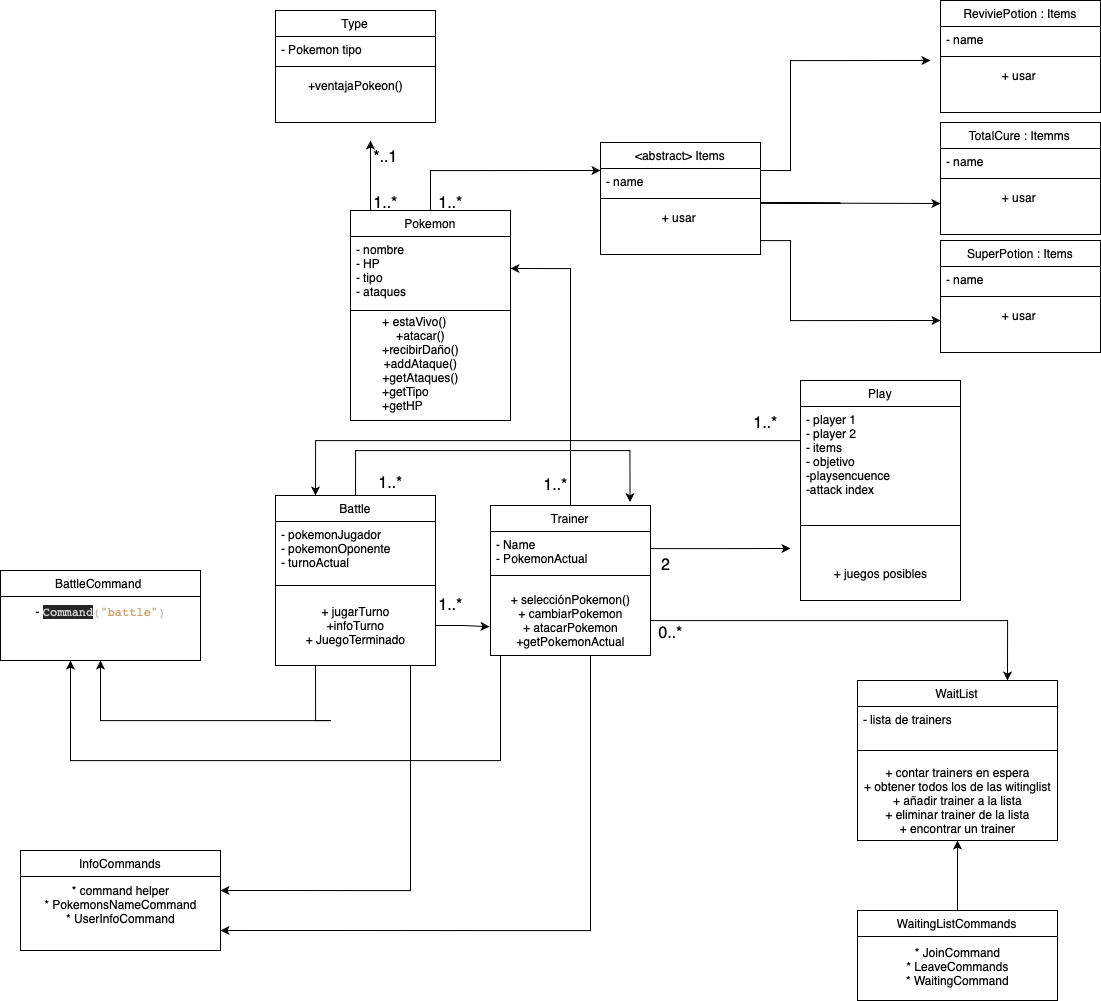 Type
- Pokemon tipo
+ventajaPokeon()
*..1
1..*
1..*
Pokemon
- nombre
- HP
- tipo
- ataques
+ estaVivo()
+atacar()
+recibirDaño()
+addAtaque()
+getAtaques()
+getTipo
+getHP
<abstract> Items
- name
+ usar
ReviviePotion : Items
- name
+ usar
TotalCure : Itemms
- name
+ usar
SuperPotion : Items
- name
+ usar
Play
- player 1
- player 2
- items
- objetivo
-playsencuence
-attack index
+ juegos posibles
1..*
1..*
1..*
Battle
- pokemonJugador
- pokemonOponente
- turnoActual
+ jugarTurno
+infoTurno
+ JuegoTerminado
1..*
Trainer
- Name
- PokemonActual
+ selecciónPokemon()
+ cambiarPokemon
+ atacarPokemon
+getPokemonActual
2
0..*
BattleCommand
- Command("battle")
WaitList
- lista de trainers
+ contar trainers en espera
+ obtener todos los de las witinglist
+ añadir trainer a la lista
+ eliminar trainer de la lista
+ encontrar un trainer
InfoCommands
* command helper
* PokemonsNameCommand
* UserInfoCommand
WaitingListCommands
* JoinCommand
* LeaveCommands
* WaitingCommand